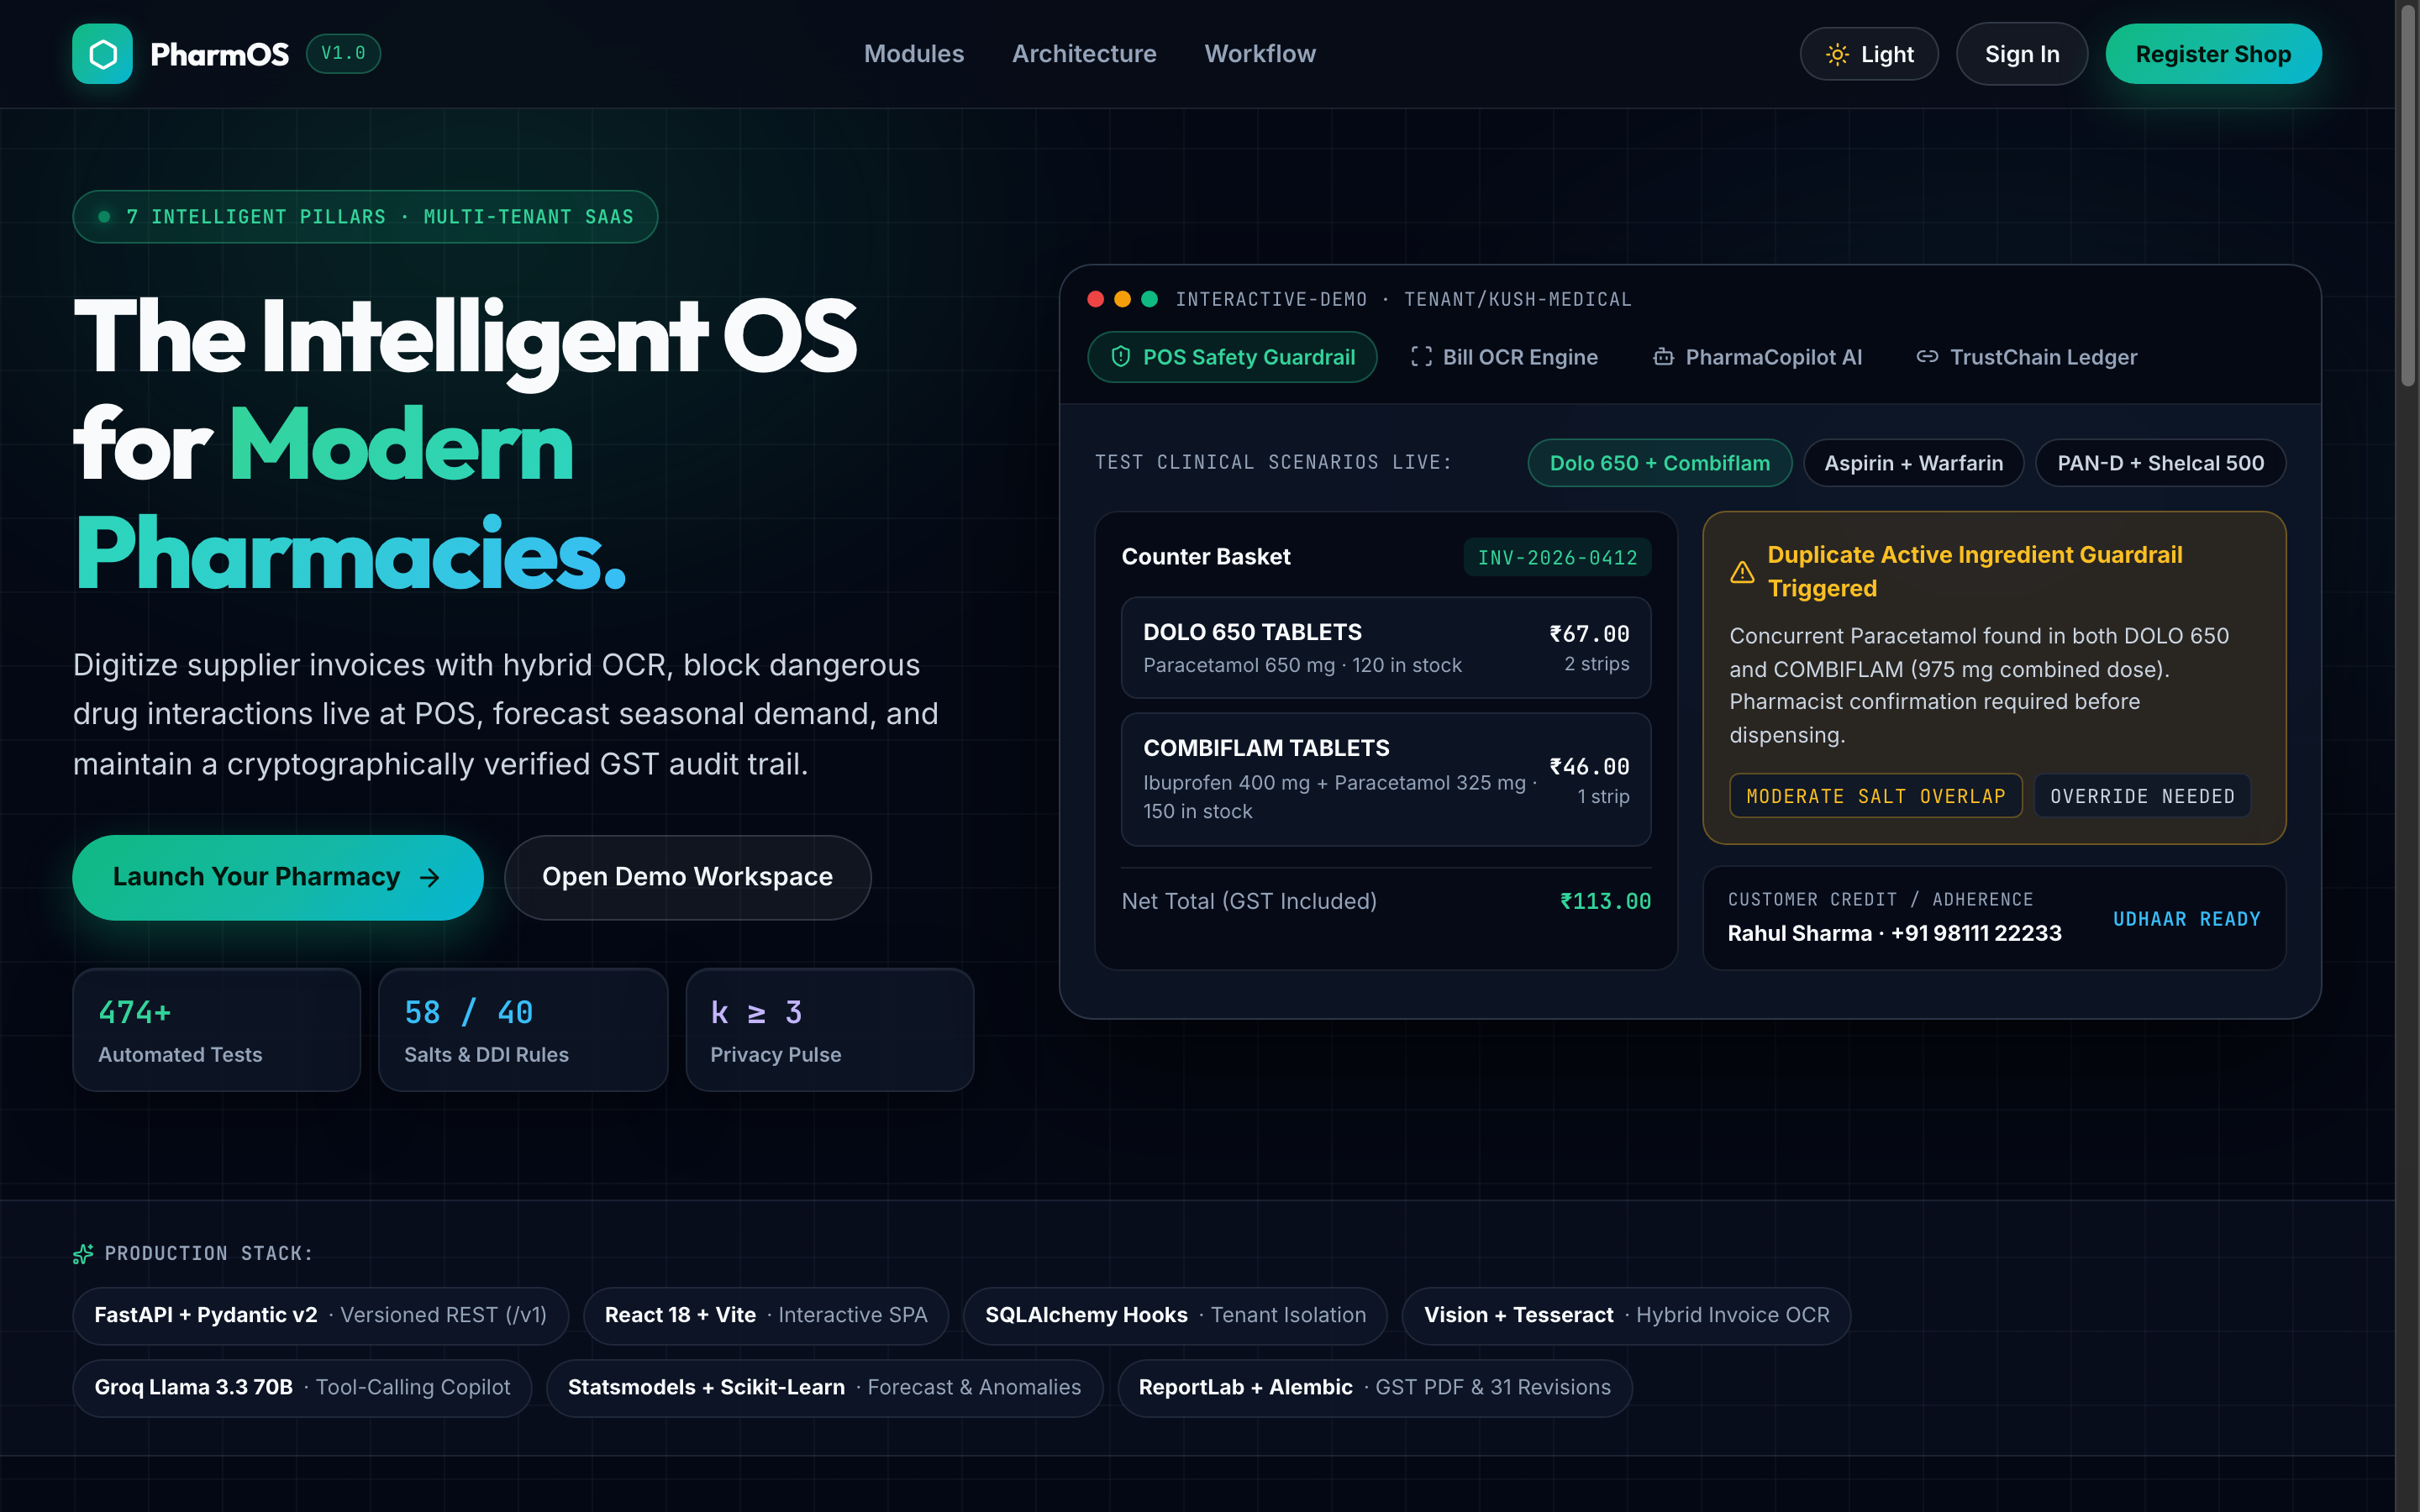 PharmOS V1.0
Modules Architecture Workflow
Light Sign In Register Shop
7 INTELLIGENT PILLARS · MULTI-TENANT SAAS
The Intelligent OS
for Modern
Pharmacies.
Digitize supplier invoices with hybrid OCR, block dangerous
drug interactions live at POS, forecast seasonal demand, and
maintain a cryptographically verified GST audit trail.
Launch Your Pharmacy → Open Demo Workspace
474+
Automated Tests
58 / 40
Salts & DDI Rules
k ≥ 3
Privacy Pulse
INTERACTIVE-DEMO · TENANT/KUSH-MEDICAL
POS Safety Guardrail Bill OCR Engine PharmaCopilot AI TrustChain Ledger
TEST CLINICAL SCENARIOS LIVE: Dolo 650 + Combiflam Aspirin + Warfarin PAN-D + Shelcal 500
Counter Basket INV-2026-0412
DOLO 650 TABLETS ₹67.00
Paracetamol 650 mg · 120 in stock 2 strips
COMBIFLAM TABLETS ₹46.00
Ibuprofen 400 mg + Paracetamol 325 mg · 1 strip
150 in stock
Net Total (GST Included) ₹113.00
Duplicate Active Ingredient Guardrail
Triggered
Concurrent Paracetamol found in both DOLO 650
and COMBIFLAM (975 mg combined dose).
Pharmacist confirmation required before
dispensing.
MODERATE SALT OVERLAP OVERRIDE NEEDED
CUSTOMER CREDIT / ADHERENCE
Rahul Sharma · +91 98111 22233 UDHAAR READY
PRODUCTION STACK:
FastAPI + Pydantic v2 · Versioned REST (/v1) React 18 + Vite · Interactive SPA SQLAlchemy Hooks · Tenant Isolation Vision + Tesseract · Hybrid Invoice OCR
Groq Llama 3.3 70B · Tool-Calling Copilot Statsmodels + Scikit-Learn · Forecast & Anomalies ReportLab + Alembic · GST PDF & 31 Revisions